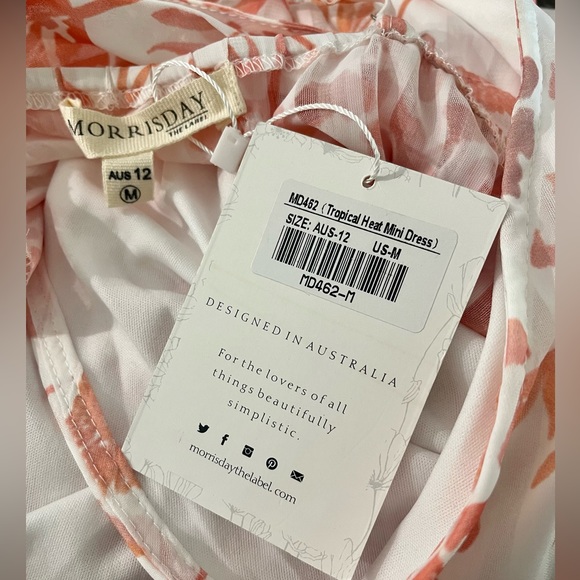 MORRISDAY
THE LABEL
AUS 12
M
MD462 (Tropical Heat Mini Dress)
SIZE: AUS-12 US-M
MD462-M
DESIGNED IN AUSTRALIA
For the lovers of all
things beautifully
simplistic.
morrisdaythelabel.com